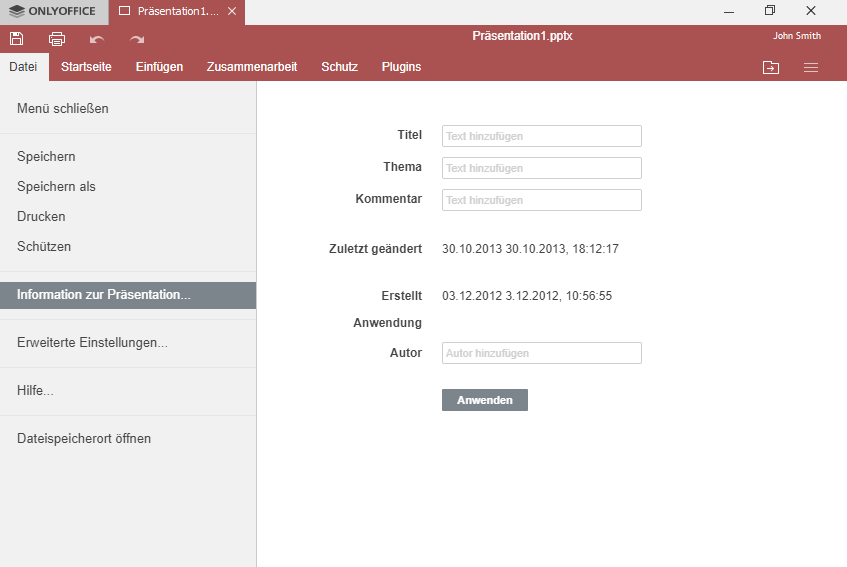 ONLYOFFICE
Präsentation1....
Präsentation1.pptx
John Smith
Datei
Startseite
Einfügen
Zusammenarbeit
Schutz
Plugins
Menü schließen
Speichern
Speichern als
Drucken
Schützen
Information zur Präsentation...
Erweiterte Einstellungen...
Hilfe...
Dateispeicherort öffnen
Titel Text hinzufügen
Thema Text hinzufügen
Kommentar Text hinzufügen
Zuletzt geändert 30.10.2013 30.10.2013, 18:12:17
Erstellt 03.12.2012 3.12.2012, 10:56:55
Anwendung
Autor Autor hinzufügen
Anwenden